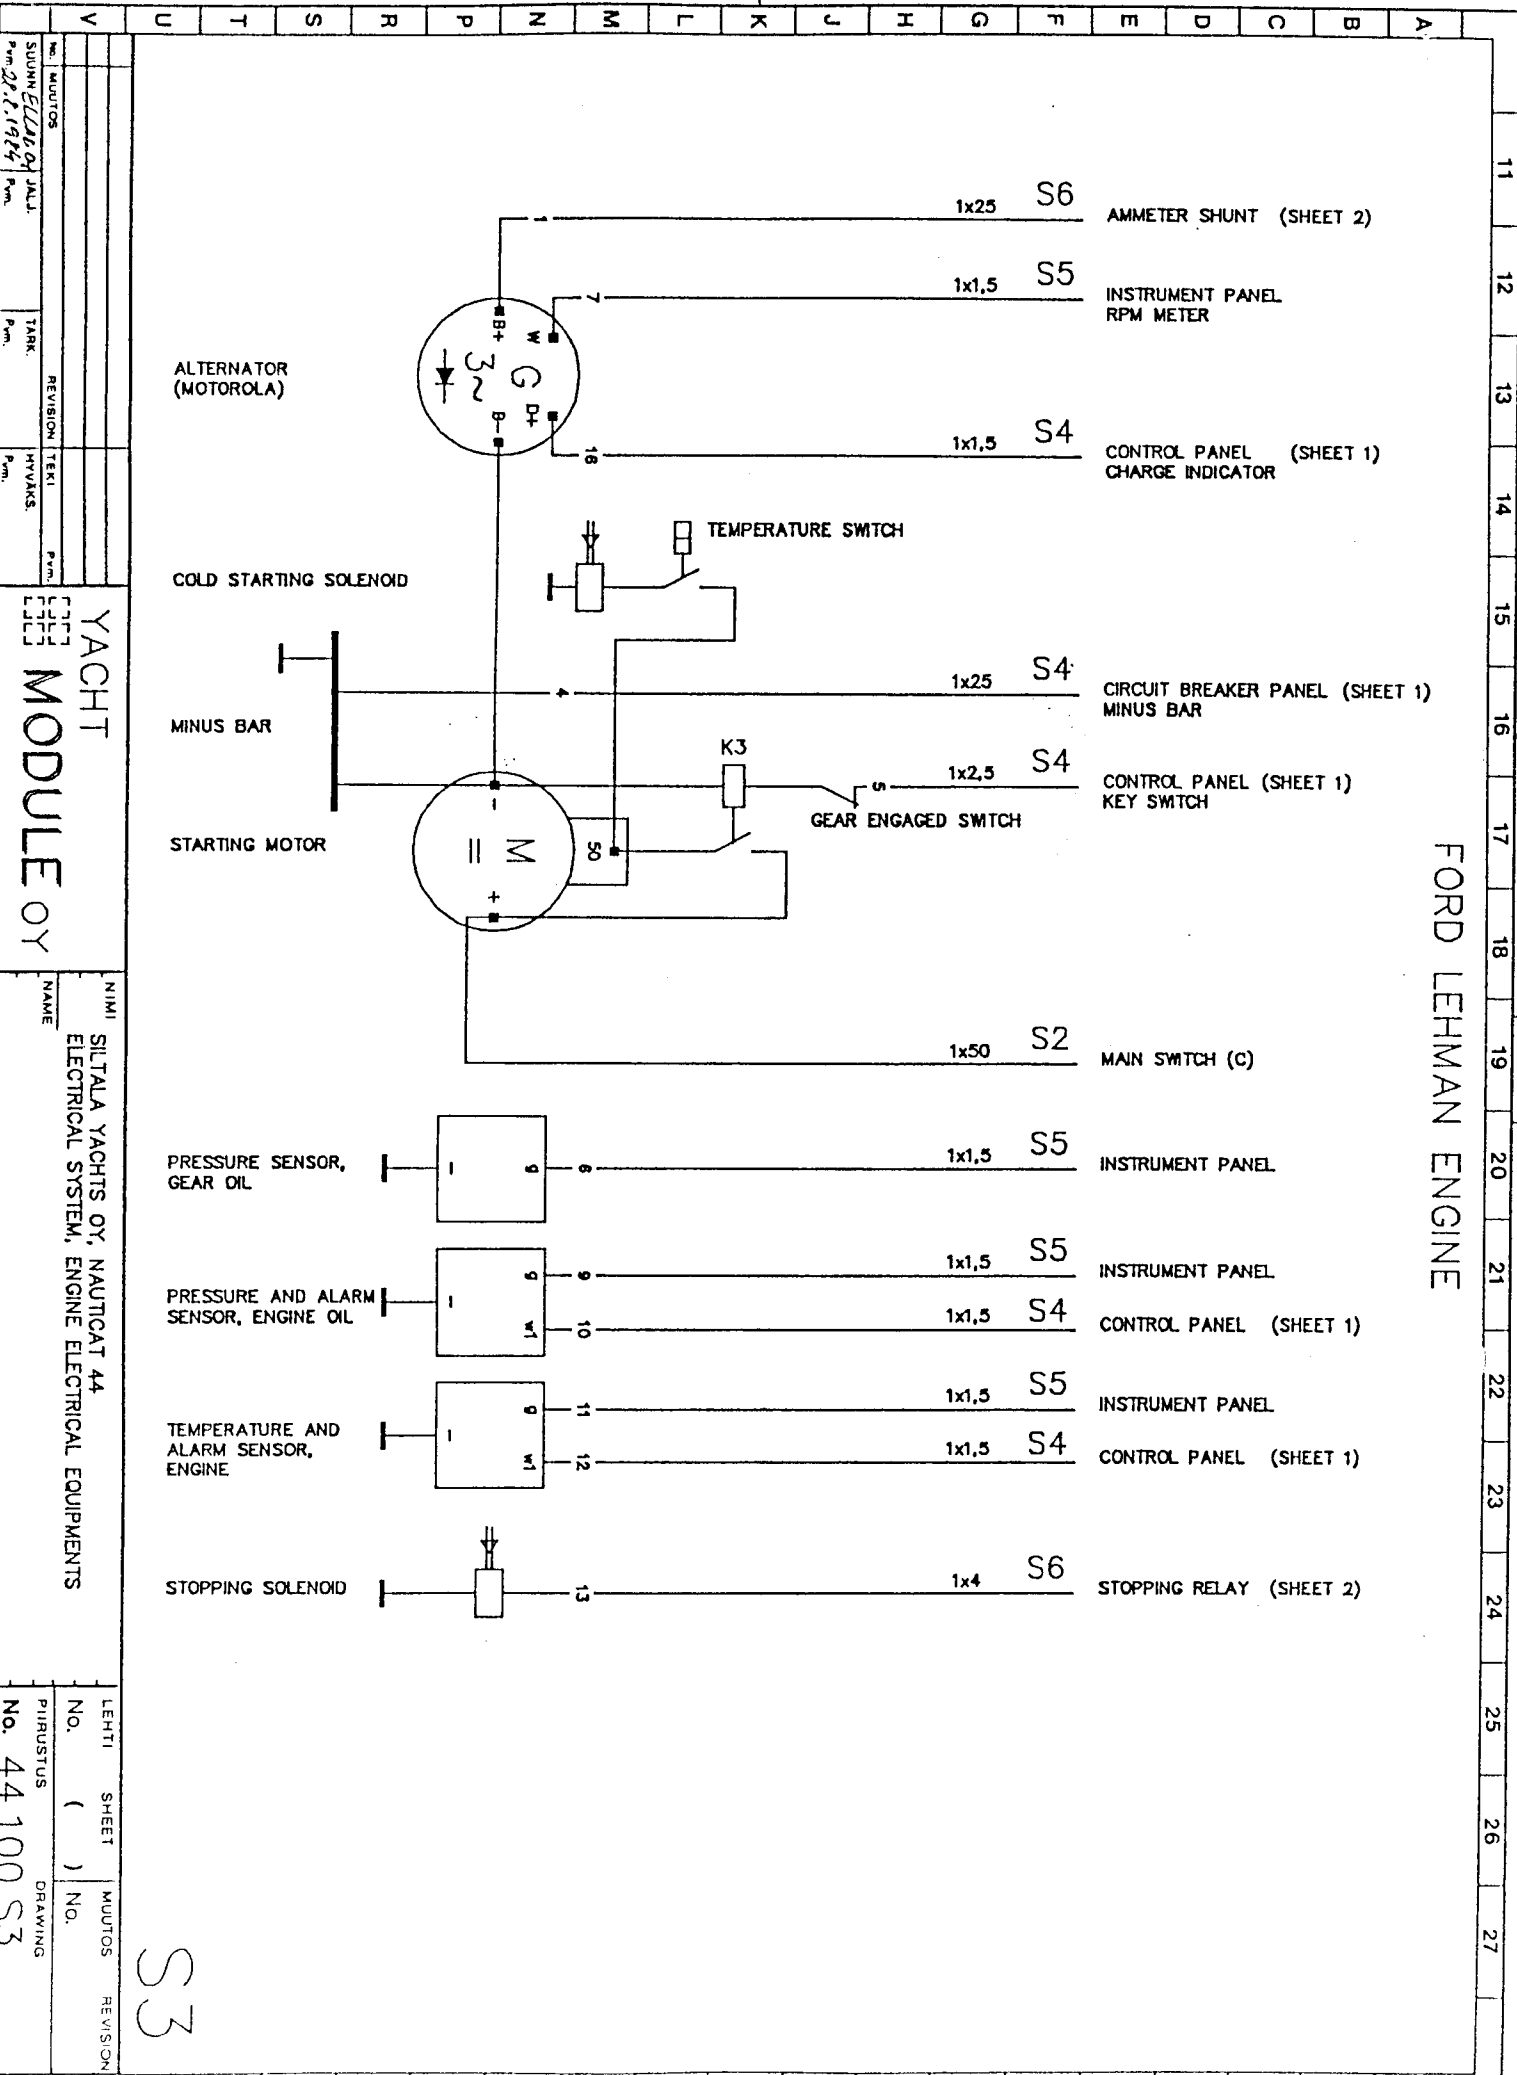 V U T S R P N M L K J H G F E D C B A
11
12
13
14
15
16
17
18
19
20
21
22
23
24
25
26
27
FORD LEHMAN ENGINE
1
1x25
S6
AMMETER SHUNT (SHEET 2)
7
1x1,5
S5
INSTRUMENT PANEL
RPM METER
ALTERNATOR
(MOTOROLA)
B+
W
G
3~
B-
D+
16
1x1,5
S4
CONTROL PANEL (SHEET 1)
CHARGE INDICATOR
TEMPERATURE SWITCH
COLD STARTING SOLENOID
MINUS BAR
4
1x25
S4
CIRCUIT BREAKER PANEL (SHEET 1)
MINUS BAR
K3
5
1x2,5
S4
CONTROL PANEL (SHEET 1)
KEY SWITCH
GEAR ENGAGED SWITCH
STARTING MOTOR
-
M
=
+
50
1x50
S2
MAIN SWITCH (C)
PRESSURE SENSOR,
GEAR OIL
-
g
8
1x1,5
S5
INSTRUMENT PANEL
PRESSURE AND ALARM
SENSOR, ENGINE OIL
-
g
9
1x1,5
S5
INSTRUMENT PANEL
w1
10
1x1,5
S4
CONTROL PANEL (SHEET 1)
TEMPERATURE AND
ALARM SENSOR,
ENGINE
-
g
11
1x1,5
S5
INSTRUMENT PANEL
w1
12
1x1,5
S4
CONTROL PANEL (SHEET 1)
STOPPING SOLENOID
13
1x4
S6
STOPPING RELAY (SHEET 2)
S3
No. MUUTOS REVISION TEKI Pvm.
SUUNN. JÄLJ. TARK. HYVÄKS.
Pvm. 1984 Pvm. Pvm. Pvm.
YACHT
MODULE OY
NIMI
NAME
SILTALA YACHTS OY, NAUTICAT 44
ELECTRICAL SYSTEM, ENGINE ELECTRICAL EQUIPMENTS
LEHTI SHEET MUUTOS REVISION
No. ( ) No.
PIIRUSTUS DRAWING
No. 44 100 S3